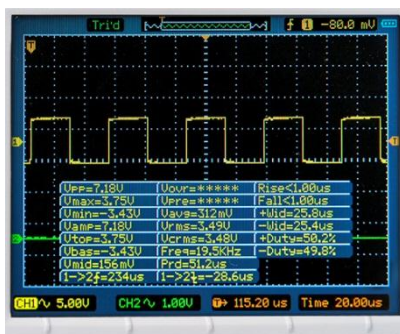 Tri'd 1 -80.0 mV
T
1
Vpp=7.18V Vovr=***** Rise<1.00us
Vmax=3.75V Vpre=***** Fall<1.00us
Vmin=-3.43V Vavg=312mV +Wid=25.8us
Vamp=7.18V Vrms=3.49V -Wid=25.4us
Vtop=3.75V Vcrms=3.48V +Duty=50.2%
Vbas=-3.43V Freq=19.5KHz -Duty=49.8%
Vmid=156mV Prd=51.2us
1->2=234us 1->2=-28.6us
CH1 5.00V CH2 1.00V T 115.20 us Time 20.00us